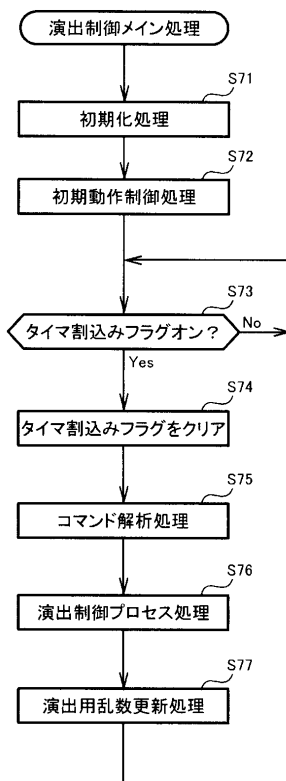 演出制御メイン処理
S71
初期化処理
S72
初期動作制御処理
S73
タイマ割込みフラグオン？
No
Yes
S74
タイマ割込みフラグをクリア
S75
コマンド解析処理
S76
演出制御プロセス処理
S77
演出用乱数更新処理